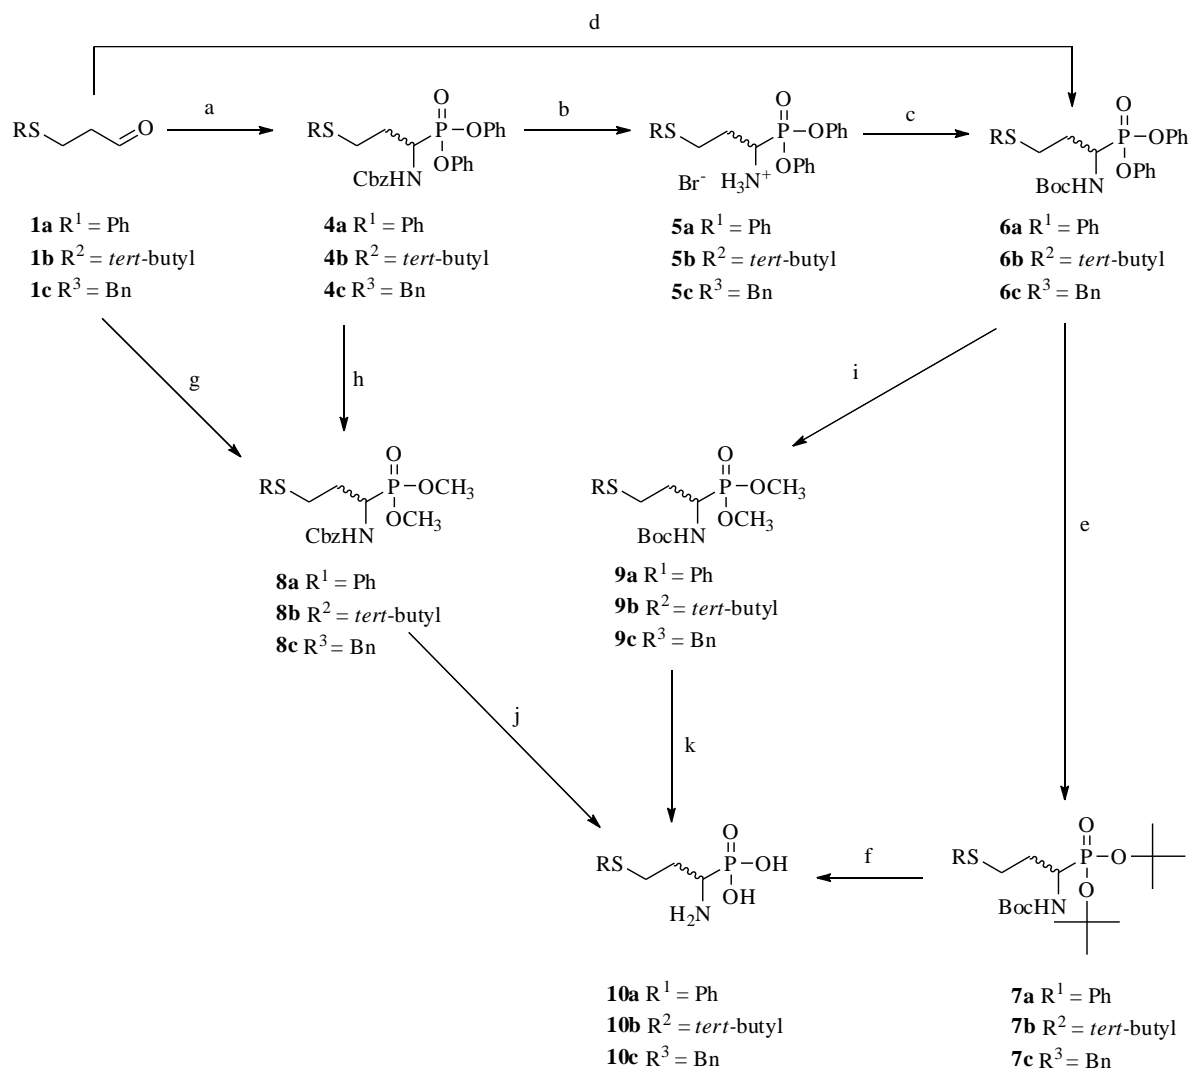 d
RS
O
a
RS
O
P
OPh
OPh
CbzHN
b
RS
O
P
OPh
OPh
Br-
H3N+
c
RS
O
P
OPh
OPh
BocHN
1a R1 = Ph
1b R2 = tert-butyl
1c R3 = Bn
4a R1 = Ph
4b R2 = tert-butyl
4c R3 = Bn
5a R1 = Ph
5b R2 = tert-butyl
5c R3 = Bn
6a R1 = Ph
6b R2 = tert-butyl
6c R3 = Bn
g
h
i
e
RS
O
P
OCH3
OCH3
CbzHN
RS
O
P
OCH3
OCH3
BocHN
8a R1 = Ph
8b R2 = tert-butyl
8c R3 = Bn
9a R1 = Ph
9b R2 = tert-butyl
9c R3 = Bn
j
k
RS
O
P
OH
OH
H2N
f
RS
O
P
O
O
BocHN
10a R1 = Ph
10b R2 = tert-butyl
10c R3 = Bn
7a R1 = Ph
7b R2 = tert-butyl
7c R3 = Bn